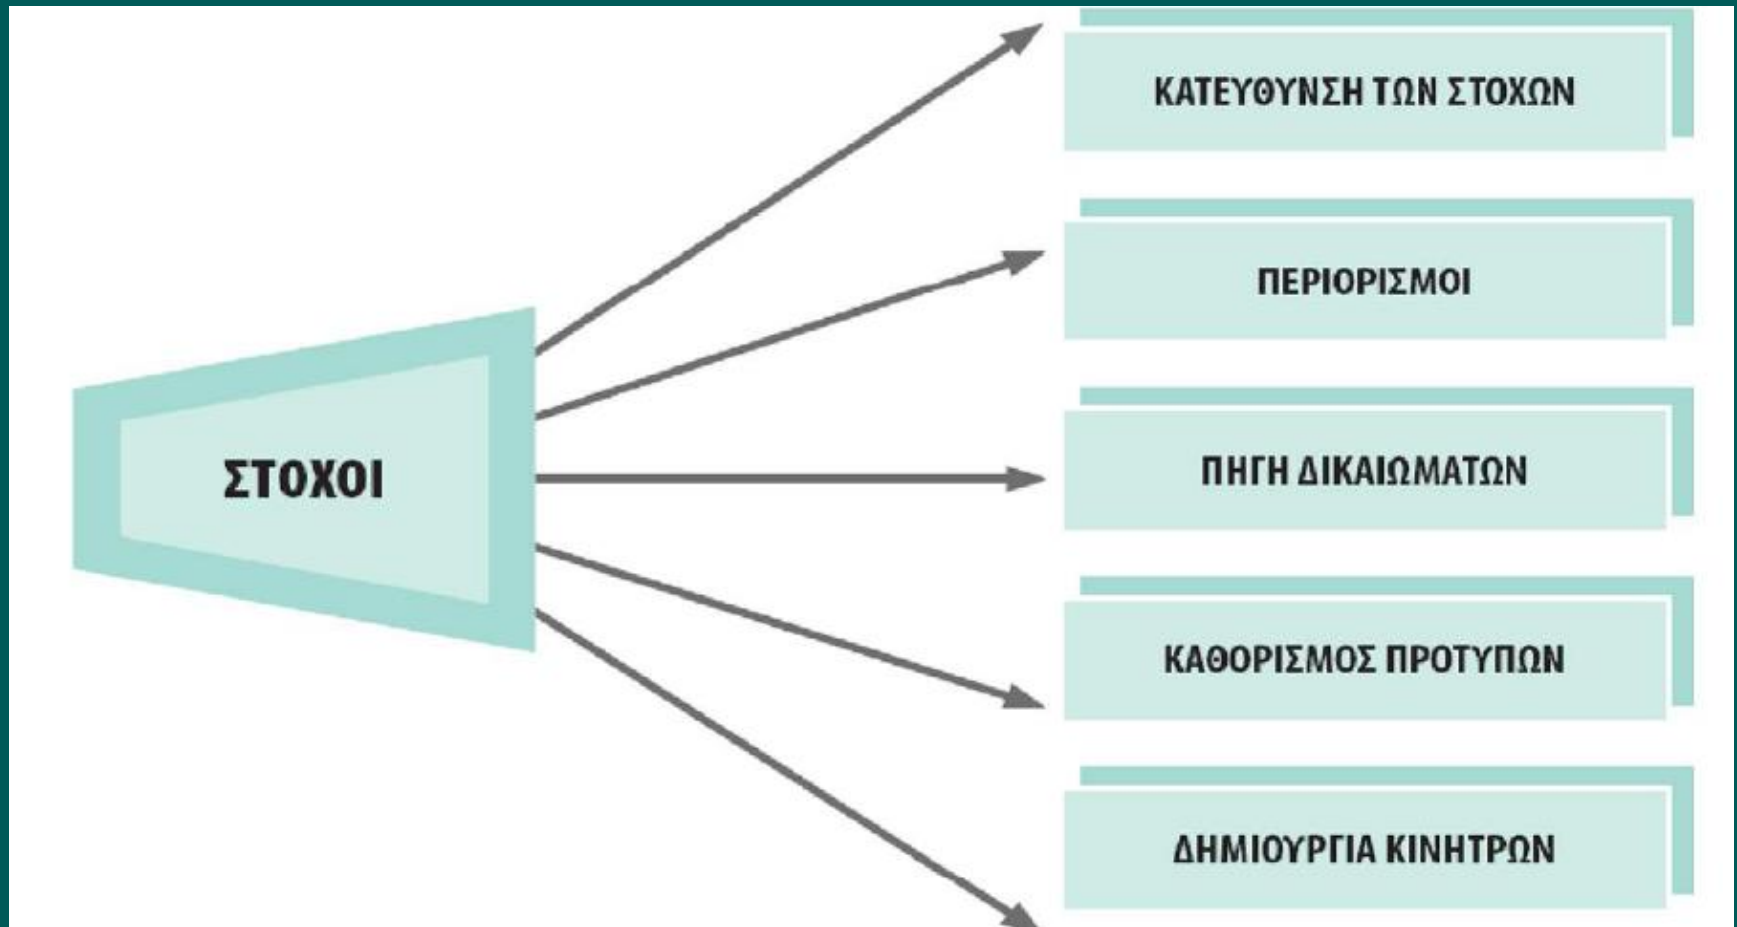 ΚΑΤΕΥΘΥΝΣΗ ΤΩΝ ΣΤΟΧΩΝ
ΠΕΡΙΟΡΙΣΜΟΙ
ΣΤΟΧΟΙ
ΠΗΓΗ ΔΙΚΑΙΩΜΑΤΩΝ
ΚΑΘΟΡΙΣΜΟΣ ΠΡΟΤΥΠΩΝ
ΔΗΜΙΟΥΡΓΙΑ ΚΙΝΗΤΡΩΝ